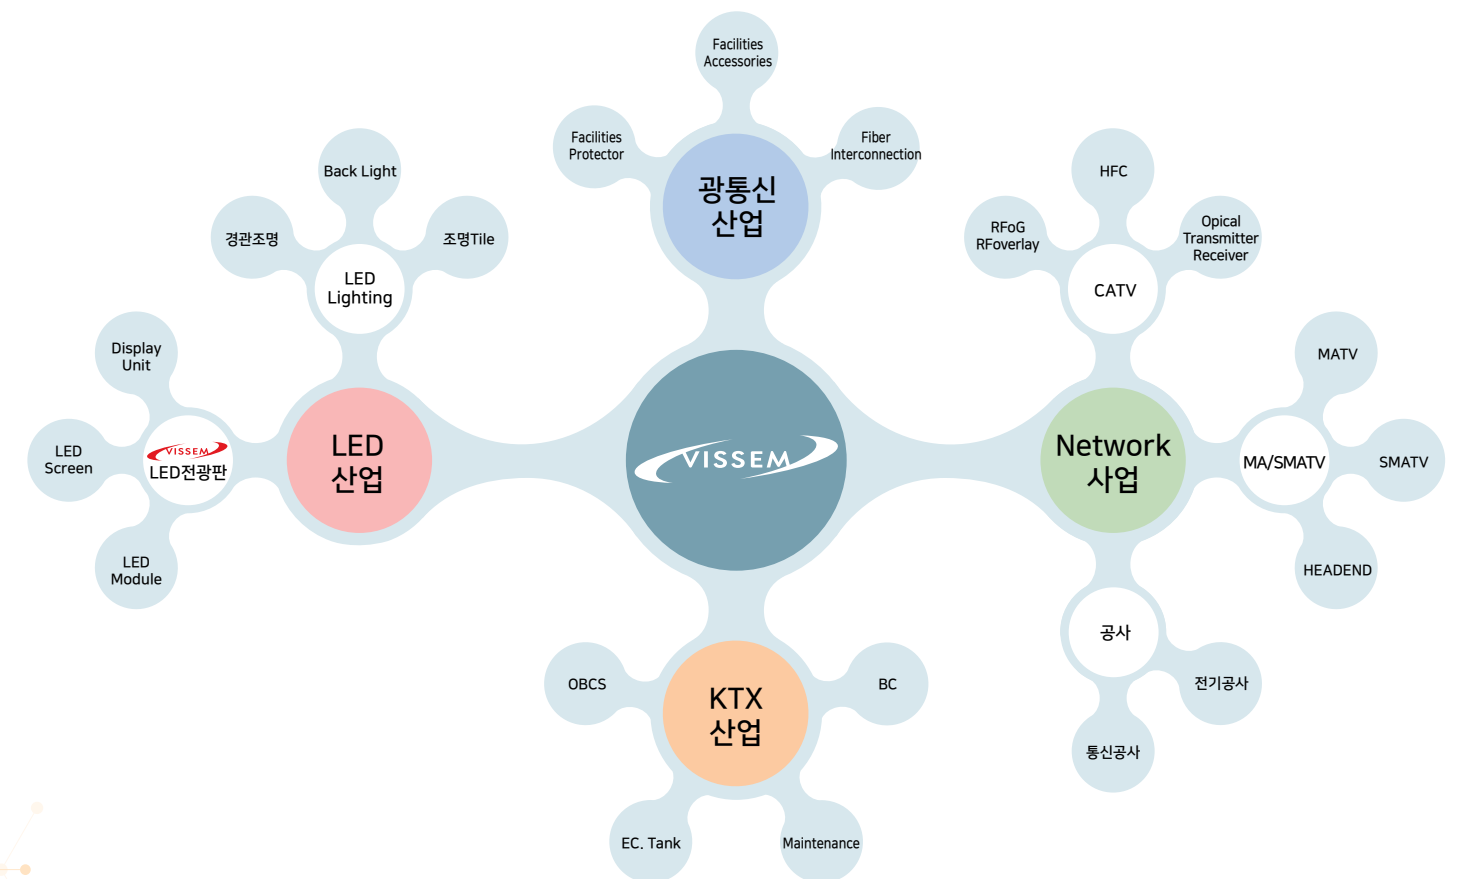 Facilities
Accessories
Facilities
Protector
Fiber
Interconnection
광통신
산업
Back Light
경관조명
조명Tile
LED
Lighting
HFC
RFoG
RFoverlay
Opical
Transmitter
Receiver
CATV
Display
Unit
LED
Screen
LED
Module
VISSEM
LED전광판
LED
산업
VISSEM
Network
사업
MATV
MA/SMATV
SMATV
HEADEND
공사
전기공사
통신공사
OBCS
BC
KTX
산업
EC. Tank
Maintenance